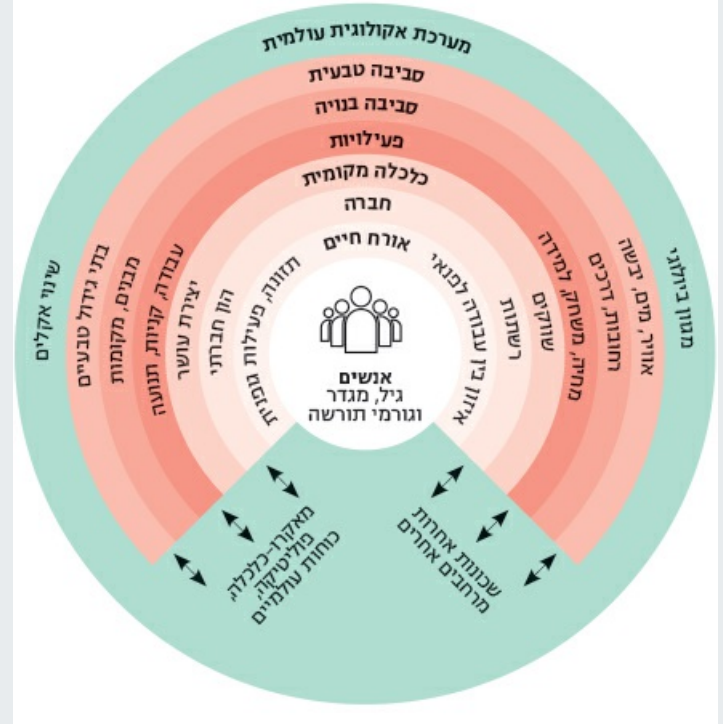 מערכת אקולוגית עולמית
שינוי אקלים
מגוון ביולוגי
סביבה טבעית
בתי גידול טבעיים
אוויר, מים, יבשה
סביבה בנויה
מבנים, מקומות
רחובות, דרכים
פעילויות
עבודה, קניות, תנועה
מחיה, משחק, למידה
כלכלה מקומית
יצירת עושר
שווקים
חברה
הון חברתי
רשתות
אורח חיים
תזונה, פעילות גופנית
איזון בין עבודה לפנאי
אנשים
גיל, מגדר
וגורמי תורשה
מאקרו-כלכלה,
פוליטיקה,
כוחות עולמיים
שכונות אחרות
מרחבים אחרים